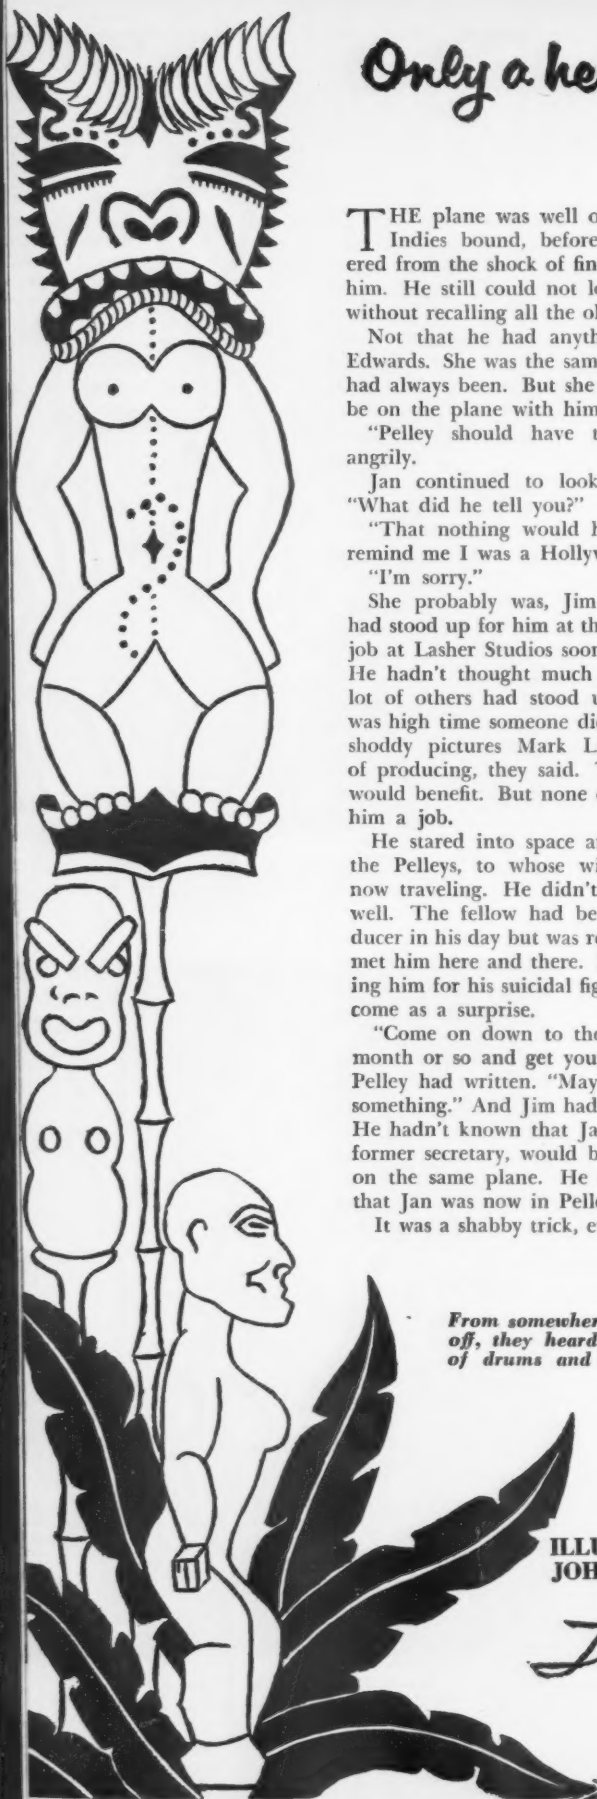 Only a he
THE plane was well o
Indies bound, before
ered from the shock of fin
him. He still could not l
without recalling all the ol
Not that he had anyth
Edwards. She was the sam
had always been. But she
be on the plane with him
"Pelley should have t
angrily.
Jan continued to look
"What did he tell you?"
"That nothing would h
remind me I was a Hollyw
"I'm sorry."
She probably was, Jim
had stood up for him at th
job at Lasher Studios soon
He hadn't thought much
lot of others had stood u
was high time someone di
shoddy pictures Mark L
of producing, they said.
would benefit. But none
him a job.
He stared into space a
the Pelleys, to whose wi
now traveling. He didn't
well. The fellow had be
ducer in his day but was r
met him here and there.
ing him for his suicidal fig
come as a surprise.
"Come on down to the
month or so and get you
Pelley had written. "May
something." And Jim had
He hadn't known that Ja
former secretary, would b
on the same plane. He
that Jan was now in Pell
It was a shabby trick, e
From somewher
off, they heard
of drums and
ILLU
JOH